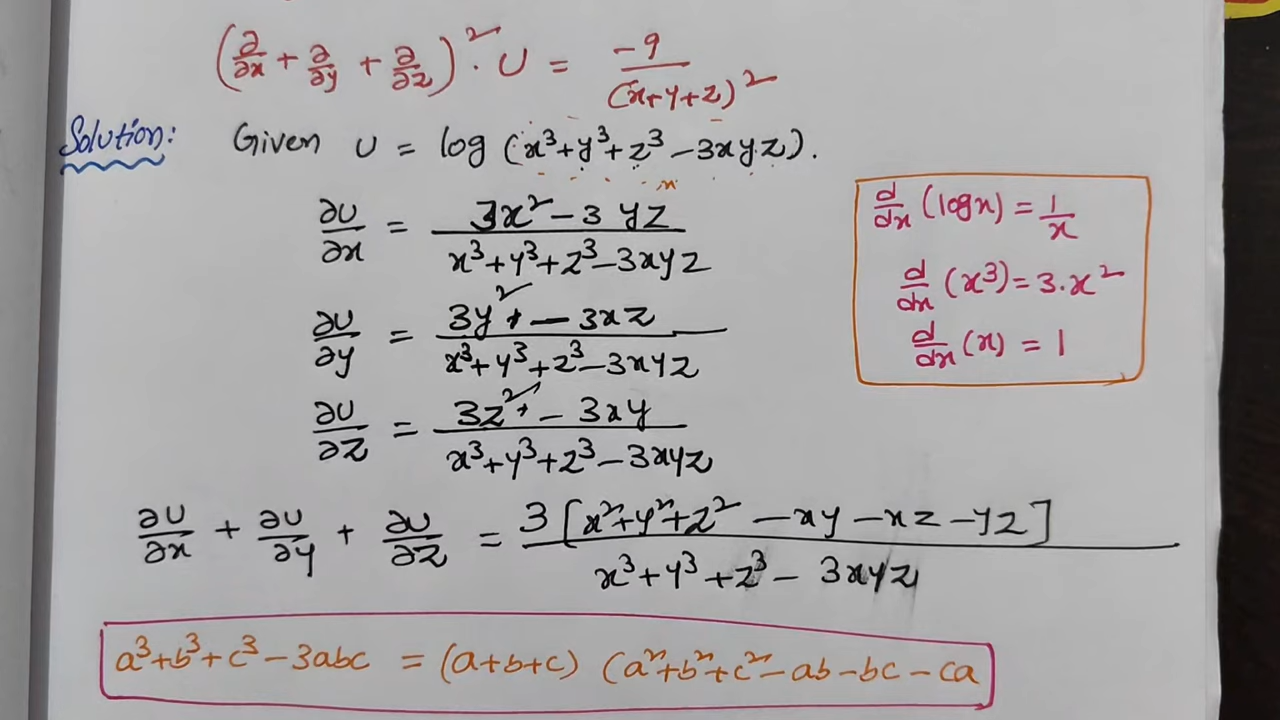 (∂/∂x + ∂/∂y + ∂/∂z)² · U = -9/(x+y+z)²
Solution: Given U = log (x³+y³+z³-3xyz).
∂U/∂x = (3x²-3yz)/(x³+y³+z³-3xyz)
∂U/∂y = (3y² - 3xz)/(x³+y³+z³-3xyz)
∂U/∂z = (3z² - 3xy)/(x³+y³+z³-3xyz)
d/dx (logx) = 1/x
d/dx (x³) = 3·x²
d/dx (x) = 1
∂U/∂x + ∂U/∂y + ∂U/∂z = 3[x²+y²+z² -xy -xz -yz]/(x³+y³+z³ - 3xyz)
a³+b³+c³-3abc = (a+b+c) (a²+b²+c²-ab-bc-ca